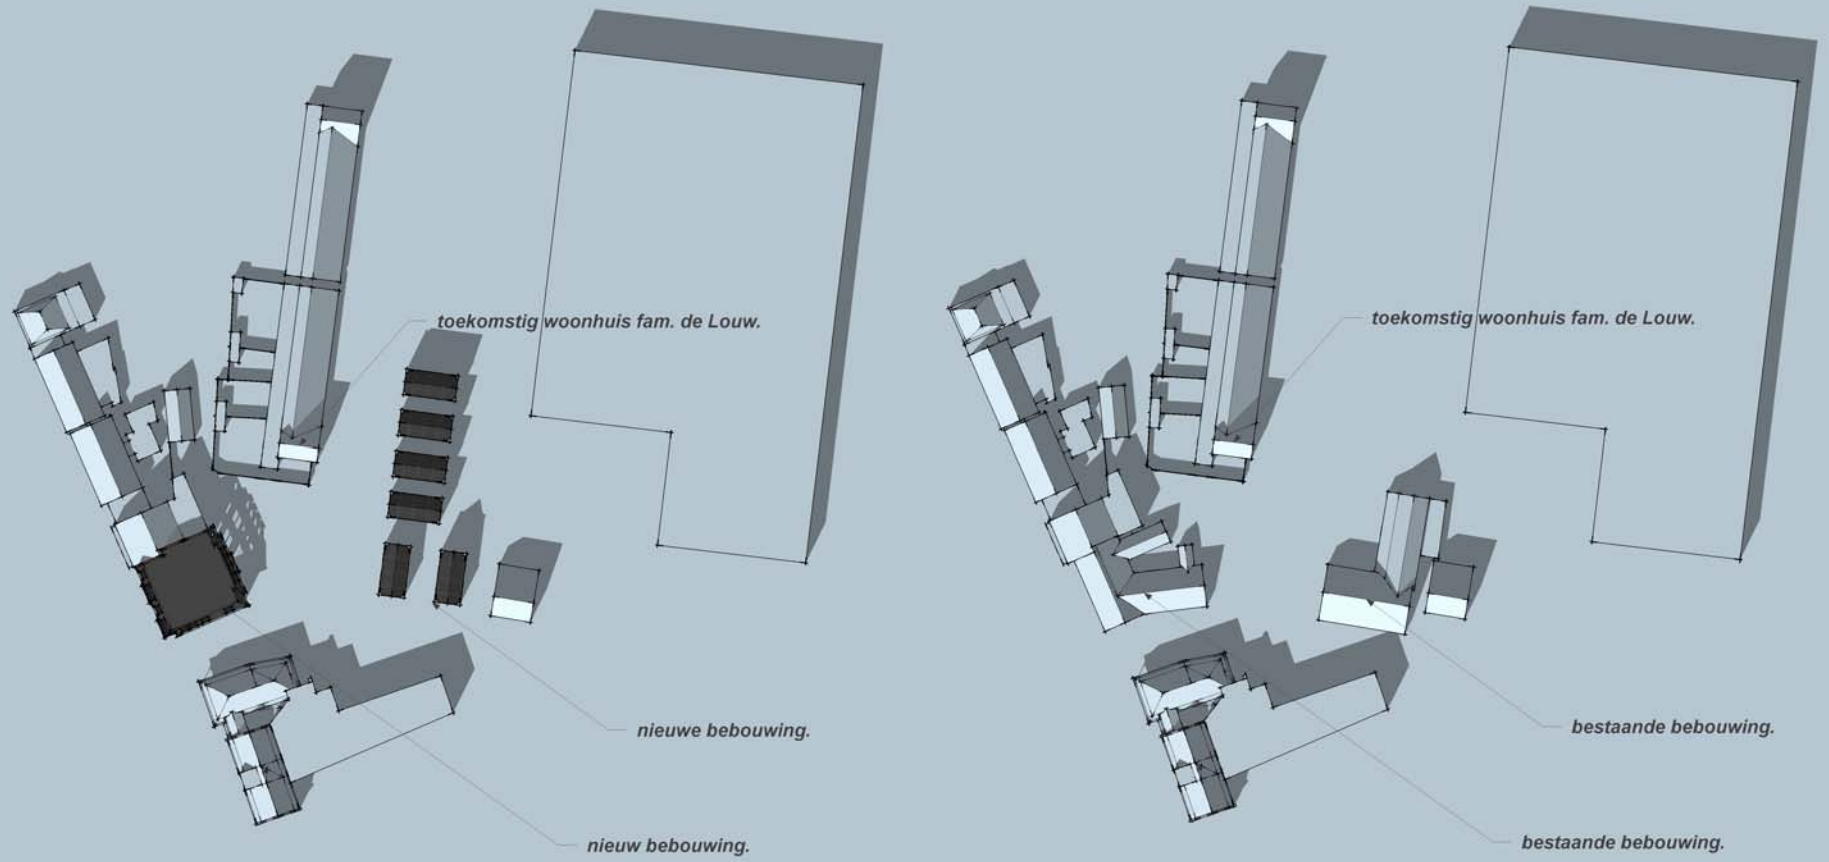 toekomstig woonhuis fam. de Louw.
nieuwe bebouwing.
nieuw bebouwing.
toekomstig woonhuis fam. de Louw.
bestaande bebouwing.
bestaande bebouwing.